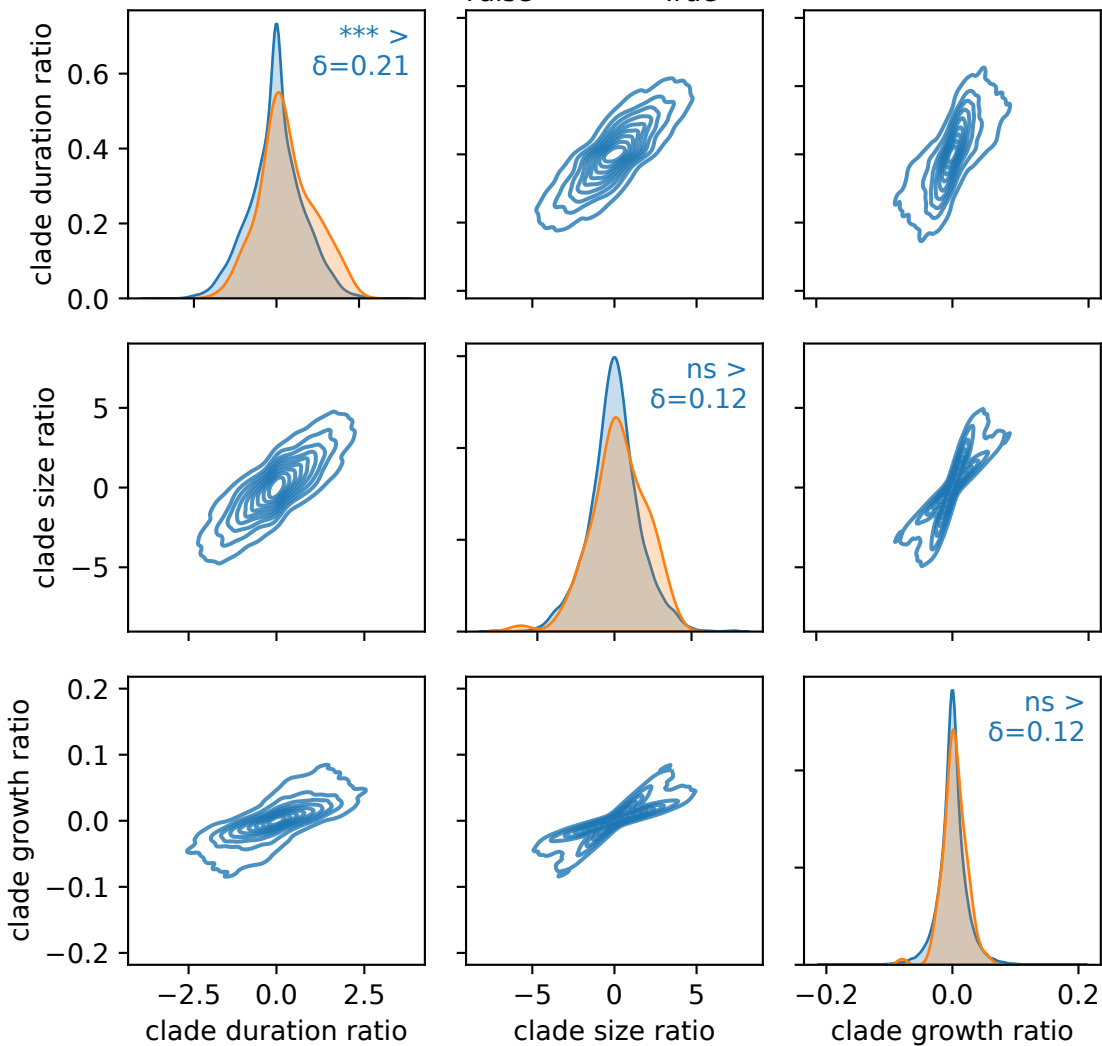 *** >
δ=0.21
clade duration ratio
0.6
0.4
0.2
0.0
ns >
δ=0.12
clade size ratio
5
0
−5
ns >
δ=0.12
clade growth ratio
0.2
0.1
0.0
−0.1
−0.2
−2.5 0.0 2.5 −5 0 5 −0.2 0.0 0.2
clade duration ratio clade size ratio clade growth ratio